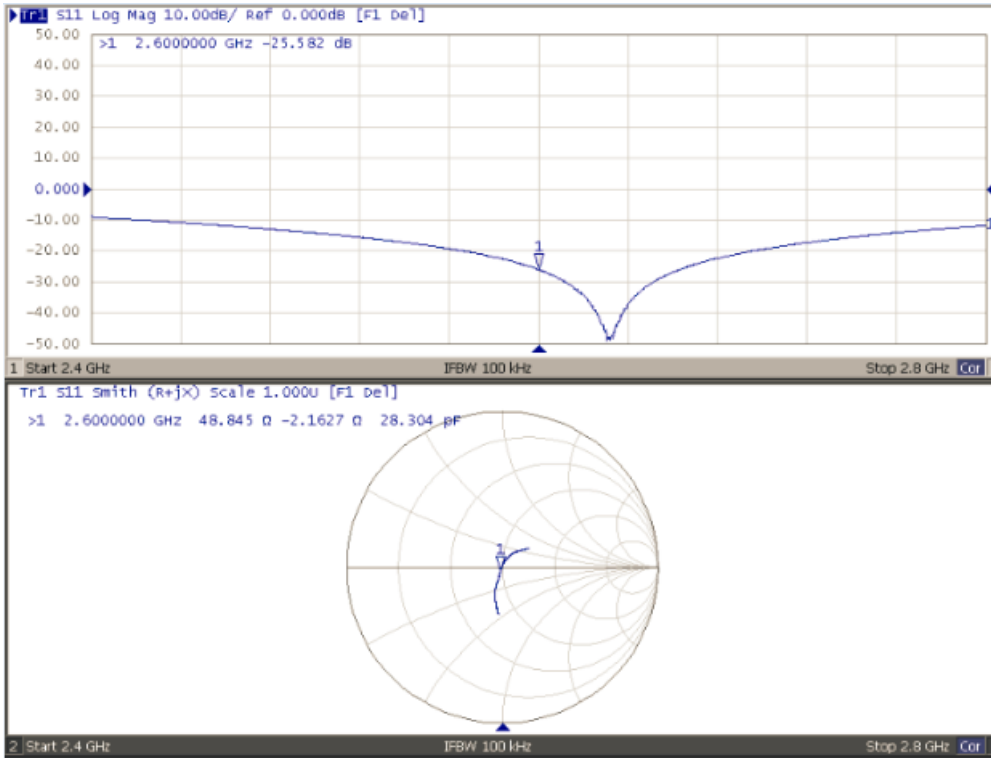 Tr1 S11 Log Mag 10.00dB/ Ref 0.000dB [F1 Del]
50.00
>1 2.6000000 GHz -25.582 dB
40.00
30.00
20.00
10.00
0.000
-10.00
1
-20.00
1
-30.00
-40.00
-50.00
1 Start 2.4 GHz IFBW 100 kHz Stop 2.8 GHz Cor
Tr1 S11 Smith (R+jX) Scale 1.000U [F1 Del]
>1 2.6000000 GHz 48.845 Ω -2.1627 Ω 28.304 pF
1
2 Start 2.4 GHz IFBW 100 kHz Stop 2.8 GHz Cor